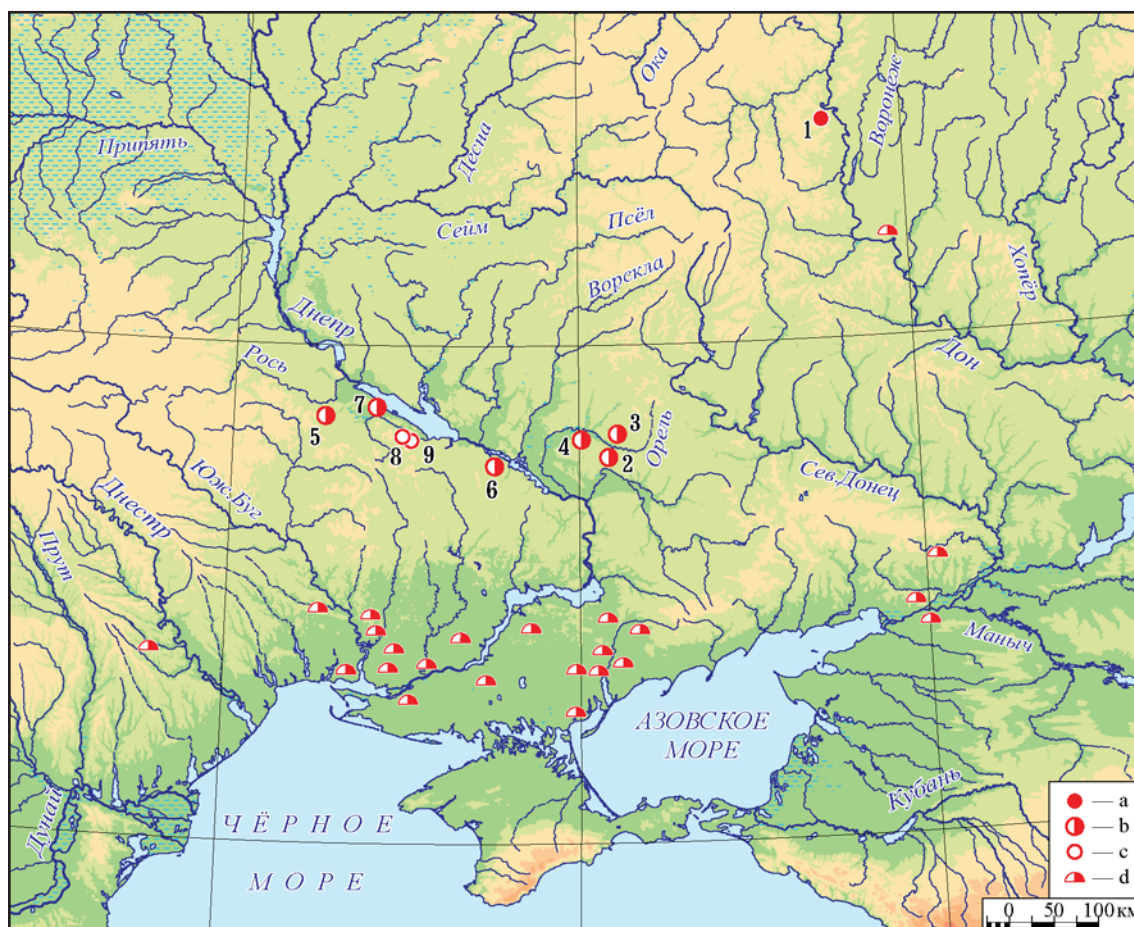 Ока
Воронеж
1
Припять
Десна
Сейм
Псёл
Ворскла
Хопёр
Днепр
Дон
Рось
7
5
3
4
2
Орель
8
9
6
Юж.Буг
Днестр
Прут
Сев.Донец
Маныч
АЗОВСКОЕ
МОРЕ
Кубань
Дунай
ЧЁРНОЕ
МОРЕ
— a
— b
— c
— d
0 50 100 км